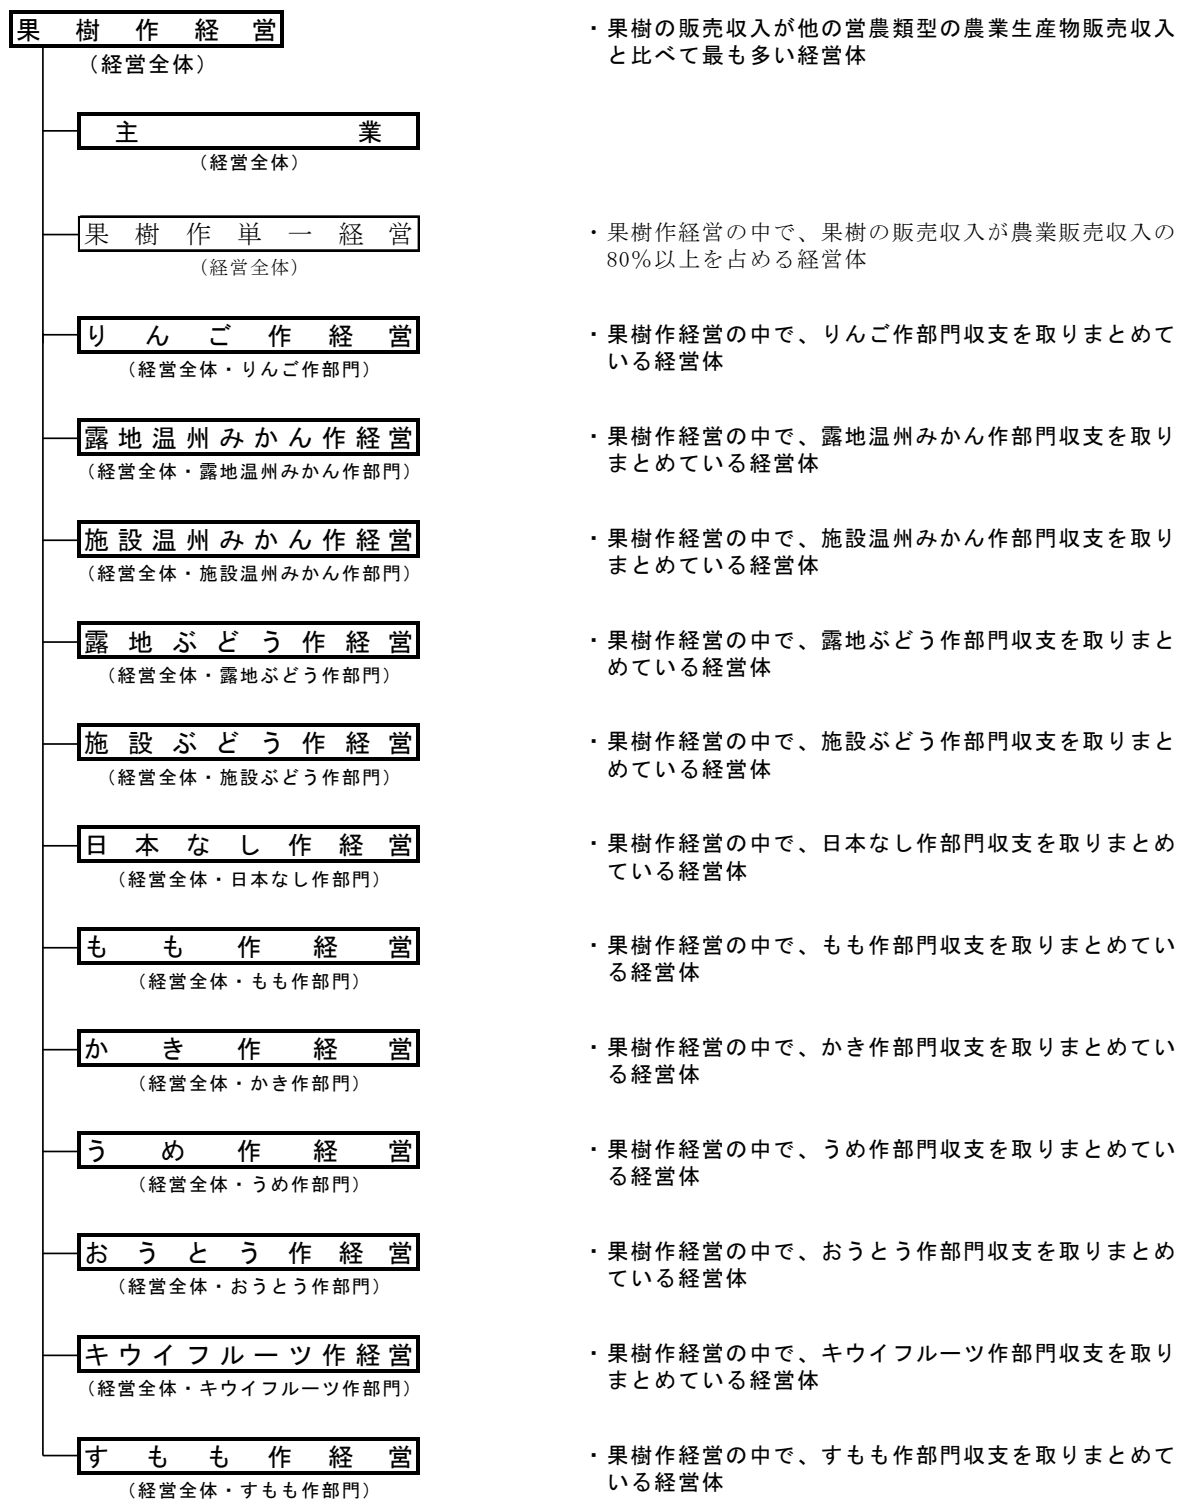 果樹作経営
（経営全体）
・果樹の販売収入が他の営農類型の農業生産物販売収入
と比べて最も多い経営体
主業
（経営全体）
果樹作単一経営
（経営全体）
・果樹作経営の中で、果樹の販売収入が農業販売収入の
80％以上を占める経営体
りんご作経営
（経営全体・りんご作部門）
・果樹作経営の中で、りんご作部門収支を取りまとめて
いる経営体
露地温州みかん作経営
（経営全体・露地温州みかん作部門）
・果樹作経営の中で、露地温州みかん作部門収支を取り
まとめている経営体
施設温州みかん作経営
（経営全体・施設温州みかん作部門）
・果樹作経営の中で、施設温州みかん作部門収支を取り
まとめている経営体
露地ぶどう作経営
（経営全体・露地ぶどう作部門）
・果樹作経営の中で、露地ぶどう作部門収支を取りまと
めている経営体
施設ぶどう作経営
（経営全体・施設ぶどう作部門）
・果樹作経営の中で、施設ぶどう作部門収支を取りまと
めている経営体
日本なし作経営
（経営全体・日本なし作部門）
・果樹作経営の中で、日本なし作部門収支を取りまとめ
ている経営体
もも作経営
（経営全体・もも作部門）
・果樹作経営の中で、もも作部門収支を取りまとめてい
る経営体
かき作経営
（経営全体・かき作部門）
・果樹作経営の中で、かき作部門収支を取りまとめてい
る経営体
うめ作経営
（経営全体・うめ作部門）
・果樹作経営の中で、うめ作部門収支を取りまとめてい
る経営体
おうとう作経営
（経営全体・おうとう作部門）
・果樹作経営の中で、おうとう作部門収支を取りまとめ
ている経営体
キウイフルーツ作経営
（経営全体・キウイフルーツ作部門）
・果樹作経営の中で、キウイフルーツ作部門収支を取り
まとめている経営体
すもも作経営
（経営全体・すもも作部門）
・果樹作経営の中で、すもも作部門収支を取りまとめて
いる経営体